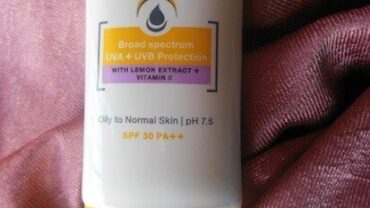 Broad spectrum
UVA + UVB Protection
WITH LEMON EXTRACT +
VITAMIN E
Oily to Normal Skin | pH 7.5
SPF 30 PA++